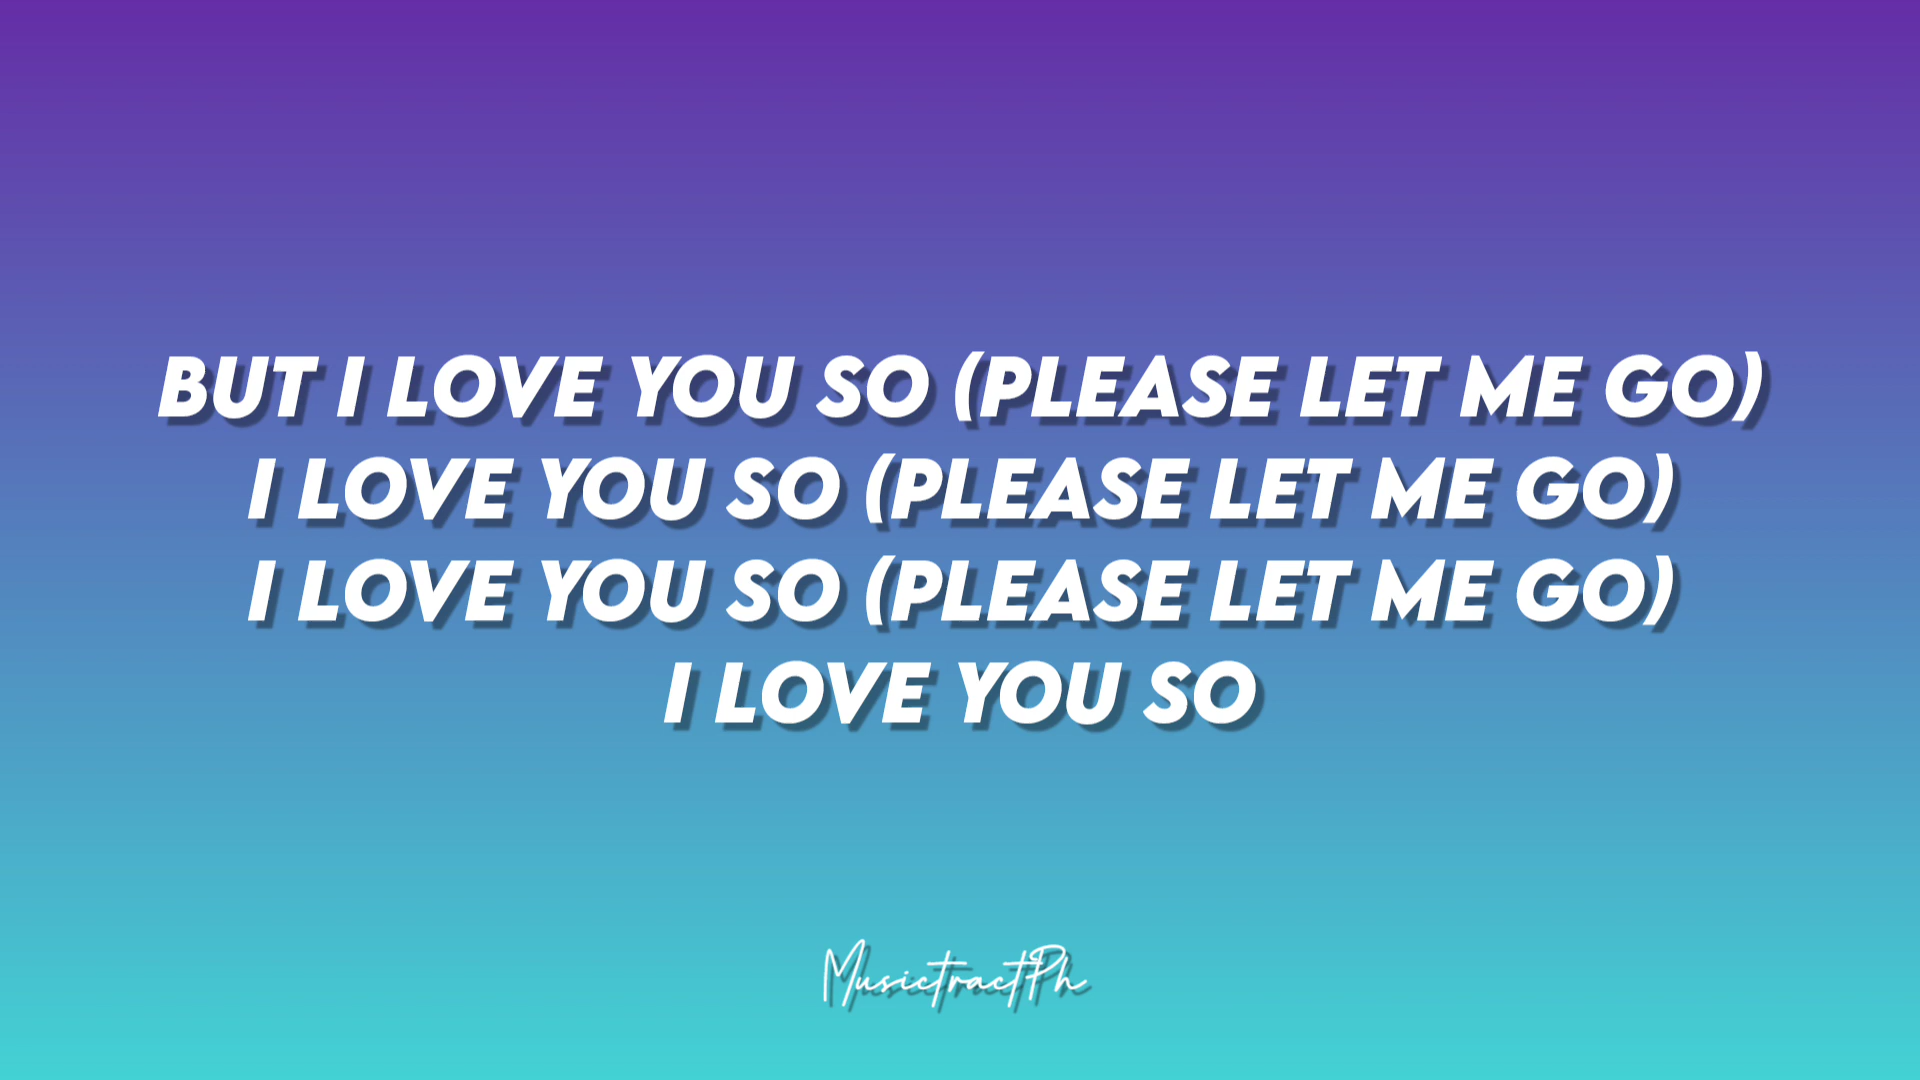 BUT I LOVE YOU SO (PLEASE LET ME GO)
I LOVE YOU SO (PLEASE LET ME GO)
I LOVE YOU SO (PLEASE LET ME GO)
I LOVE YOU SO
MusictractPh